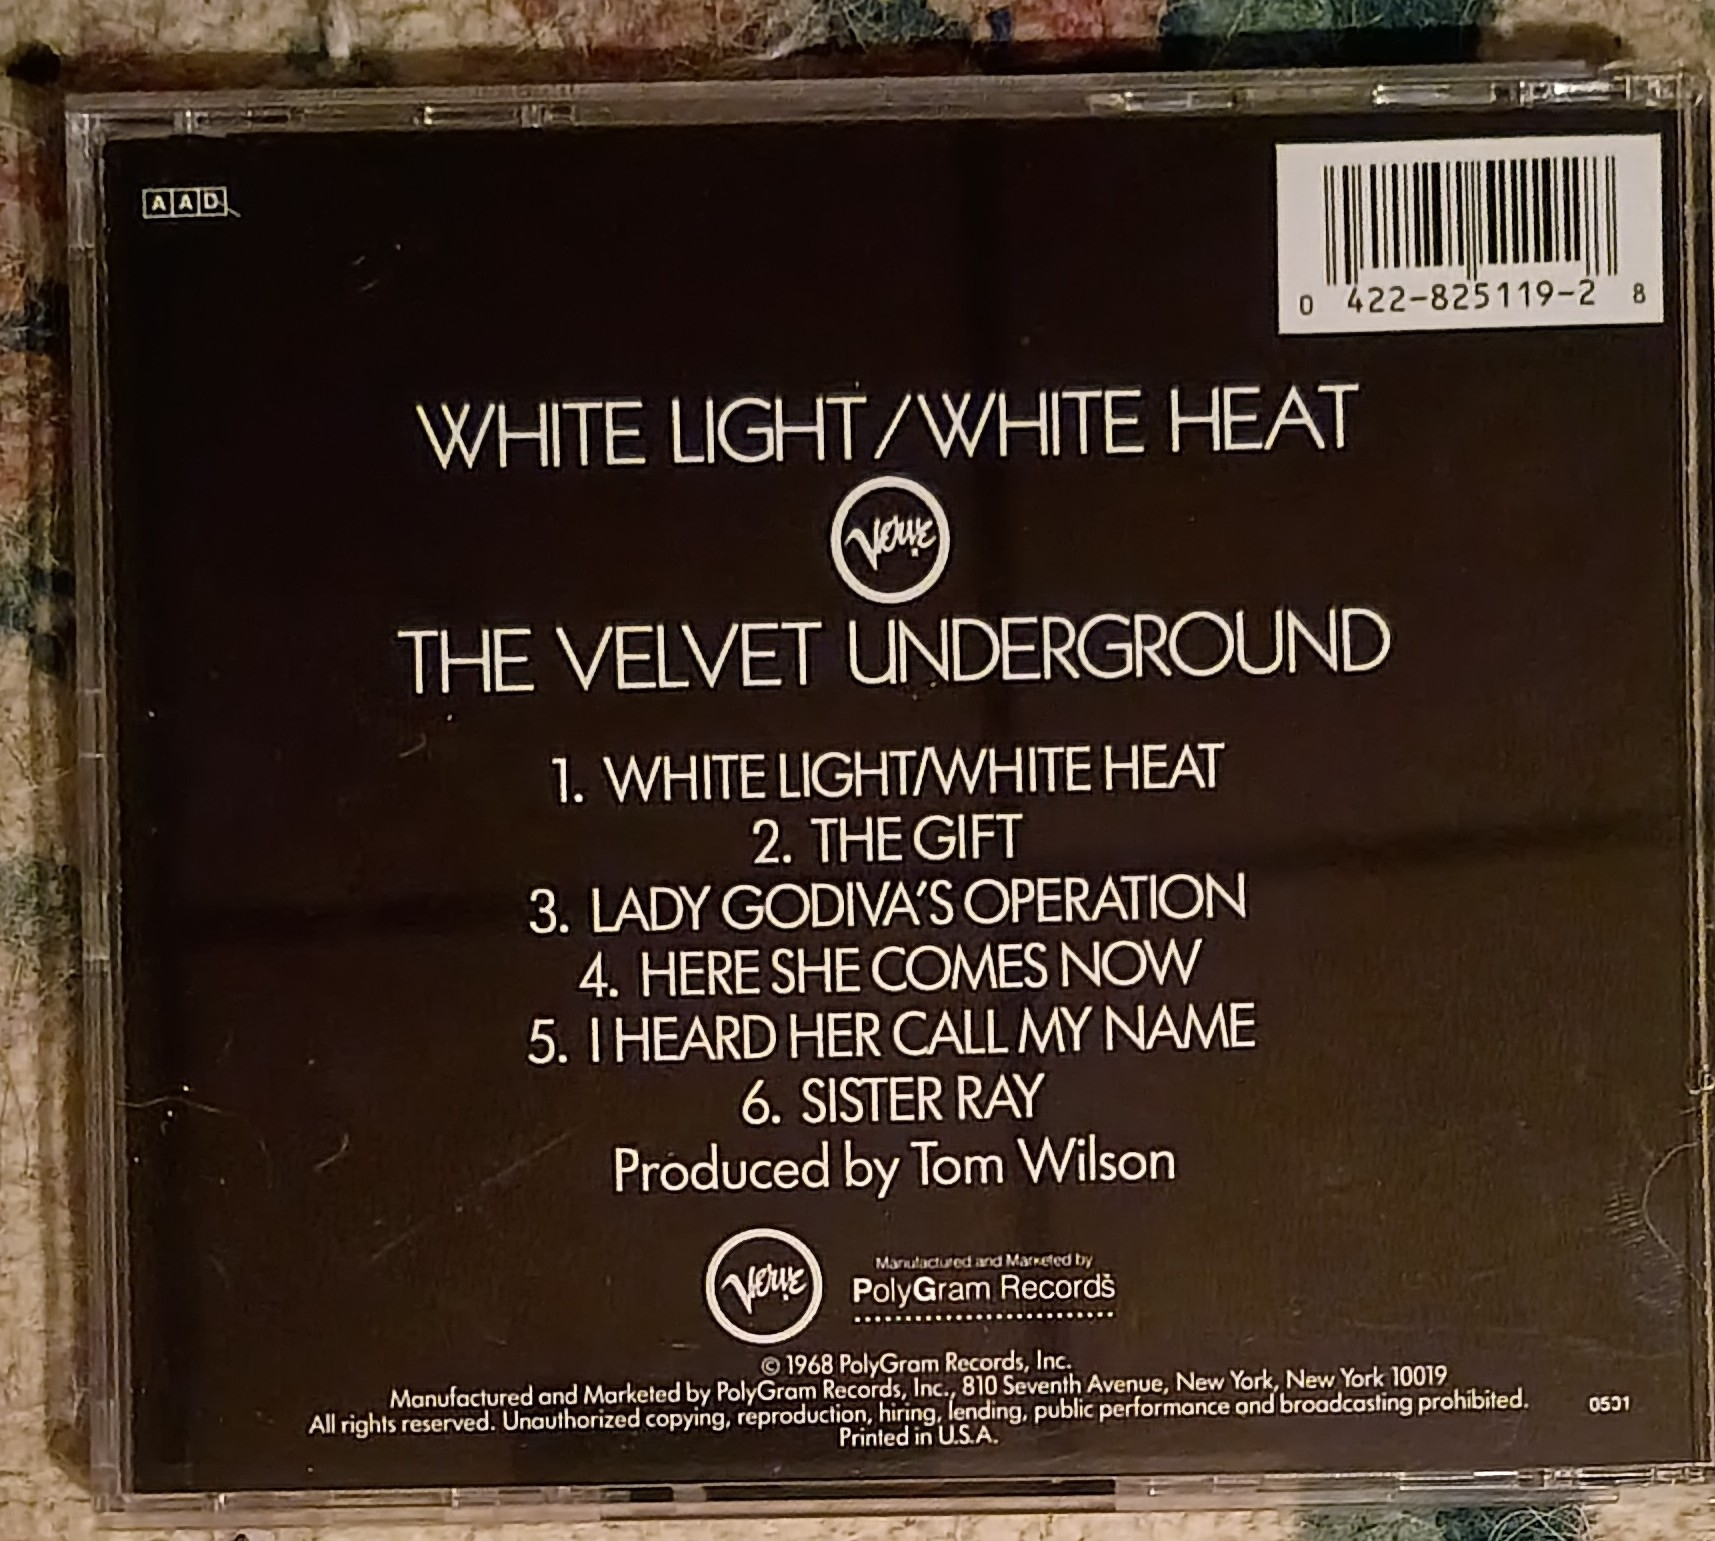 AAD
0 422-825119-2 8
WHITE LIGHT/WHITE HEAT
Verve
THE VELVET UNDERGROUND
1. WHITE LIGHT/WHITE HEAT
2. THE GIFT
3. LADY GODIVA'S OPERATION
4. HERE SHE COMES NOW
5. I HEARD HER CALL MY NAME
6. SISTER RAY
Produced by Tom Wilson
Verve
Manufactured and Marketed by
PolyGram Records
© 1968 PolyGram Records, Inc.
Manufactured and Marketed by PolyGram Records, Inc., 810 Seventh Avenue, New York, New York 10019
All rights reserved. Unauthorized copying, reproduction, hiring, lending, public performance and broadcasting prohibited.
Printed in U.S.A.